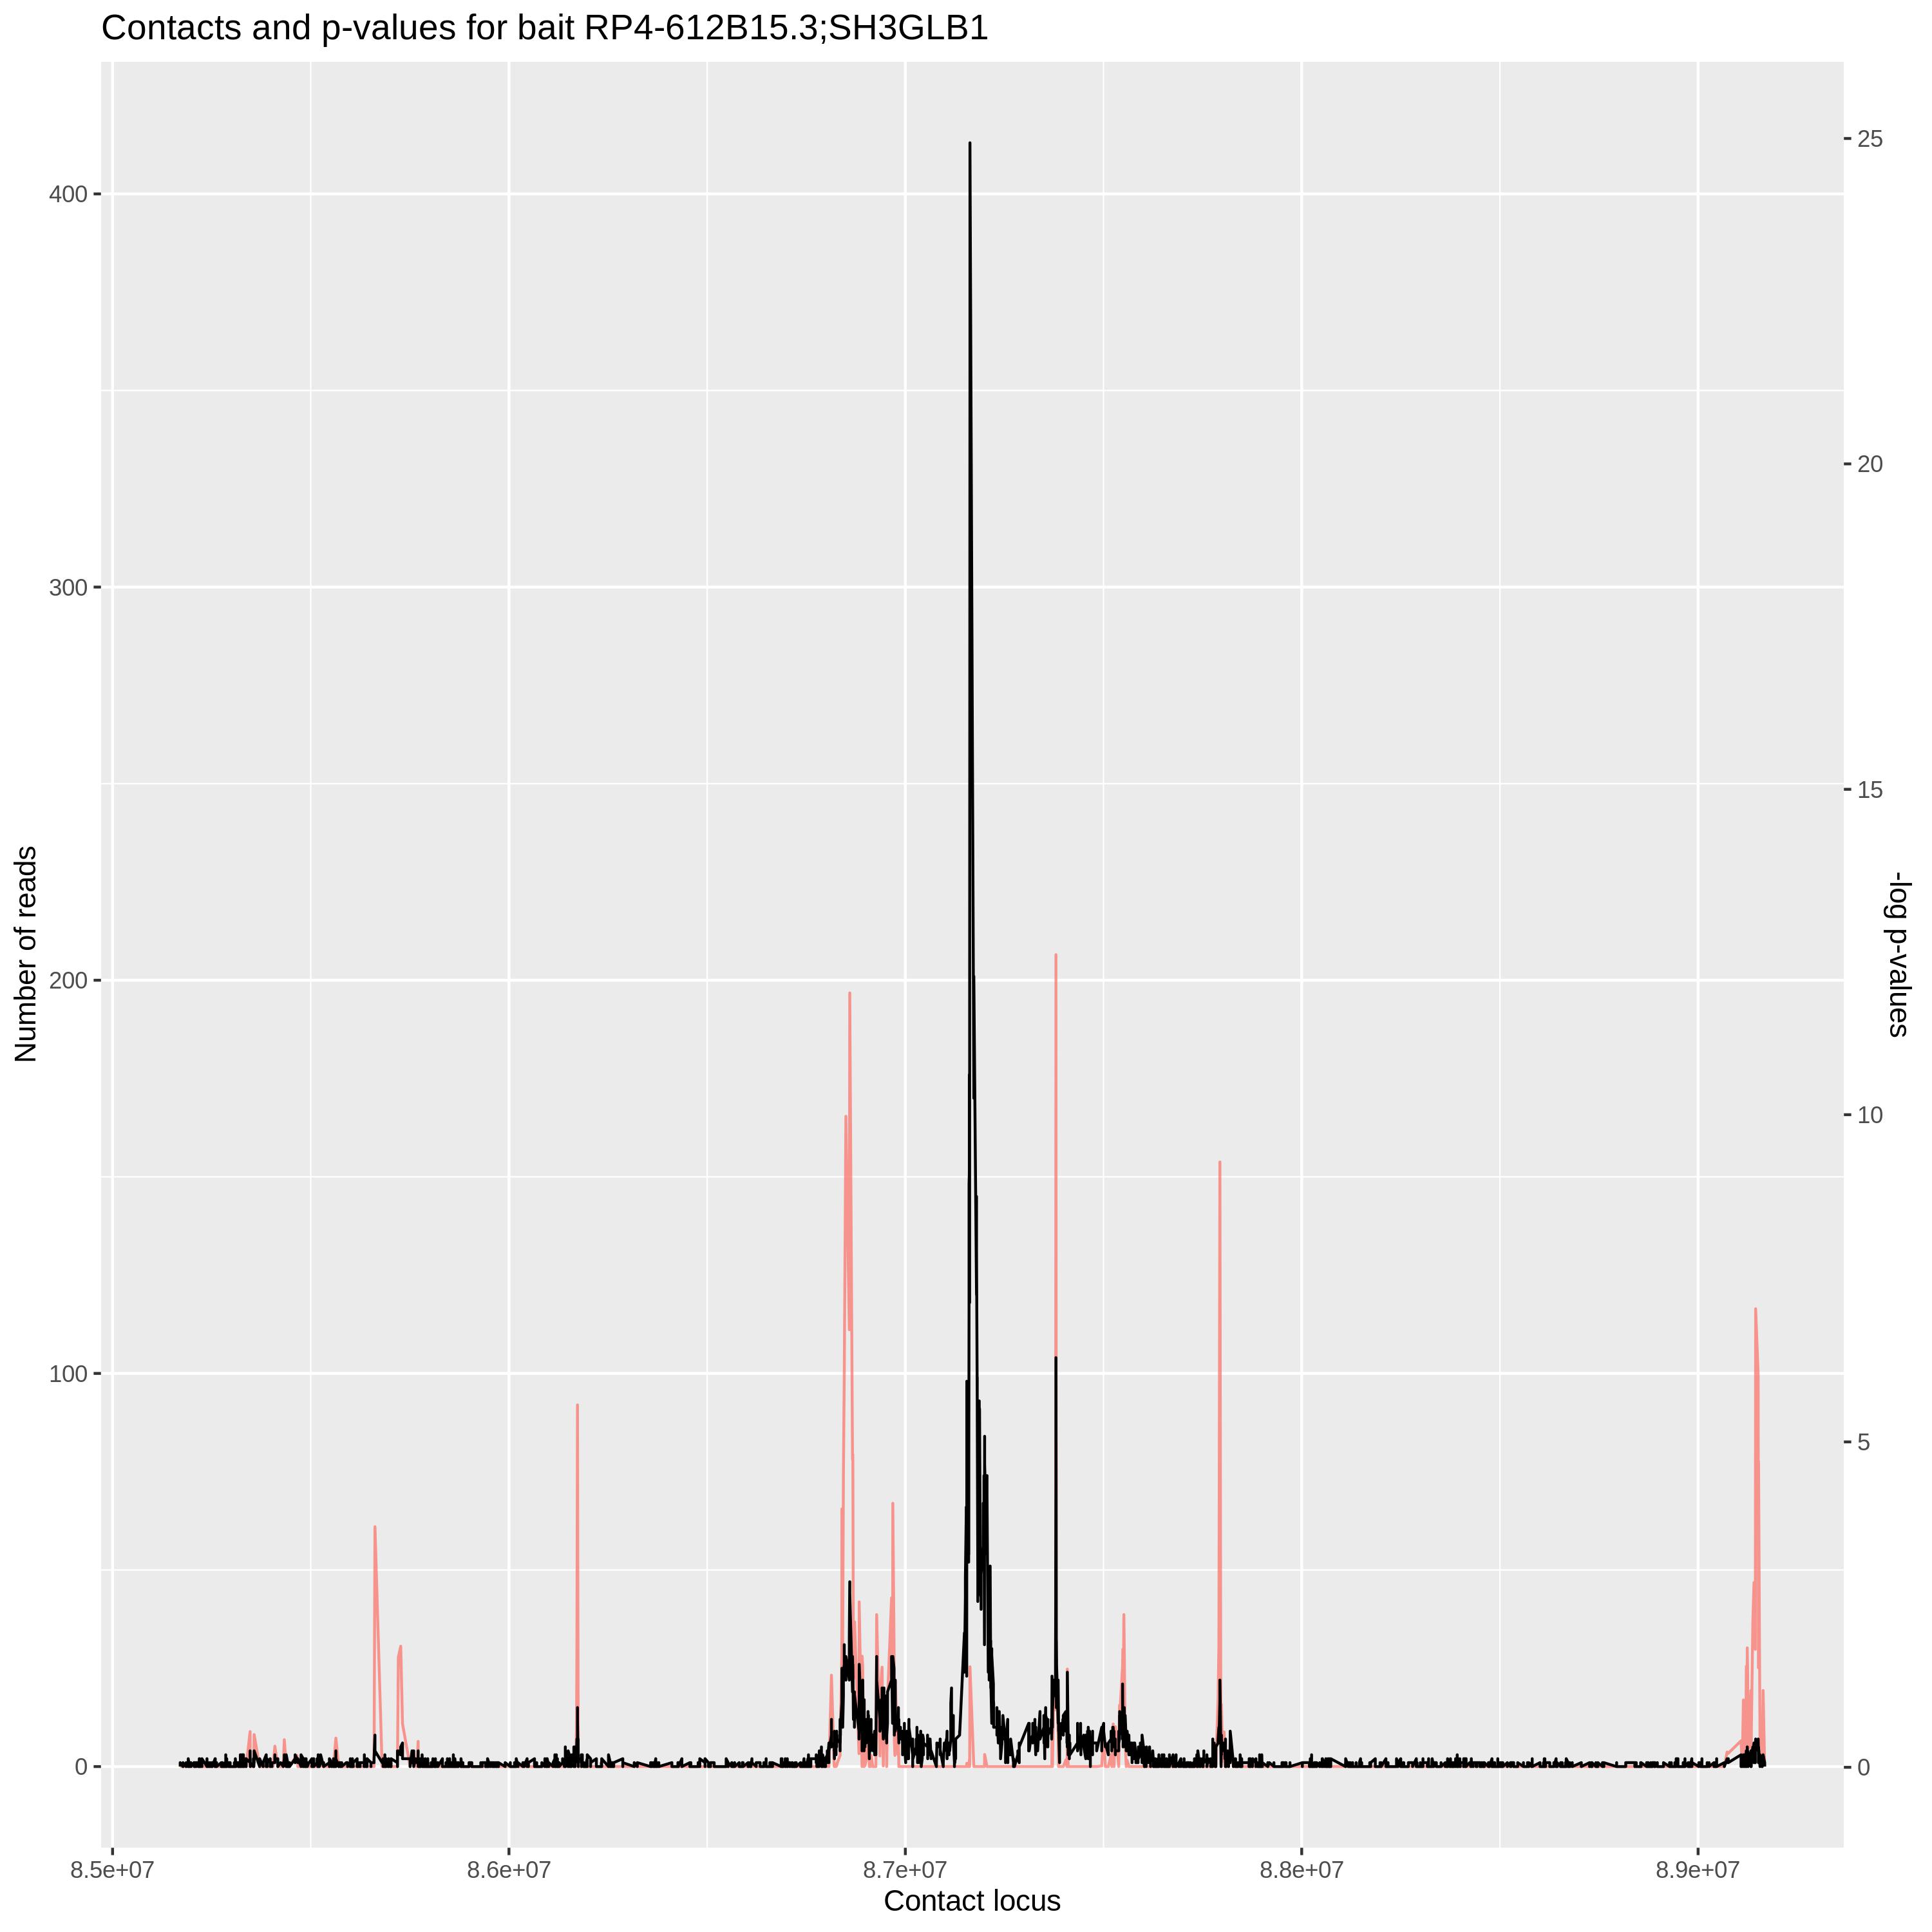 Contacts and p-values for bait RP4-612B15.3;SH3GLB1
Number of reads
400
300
200
100
0
25
20
15
10
5
0
-log p-values
8.5e+07
8.6e+07
8.7e+07
8.8e+07
8.9e+07
Contact locus